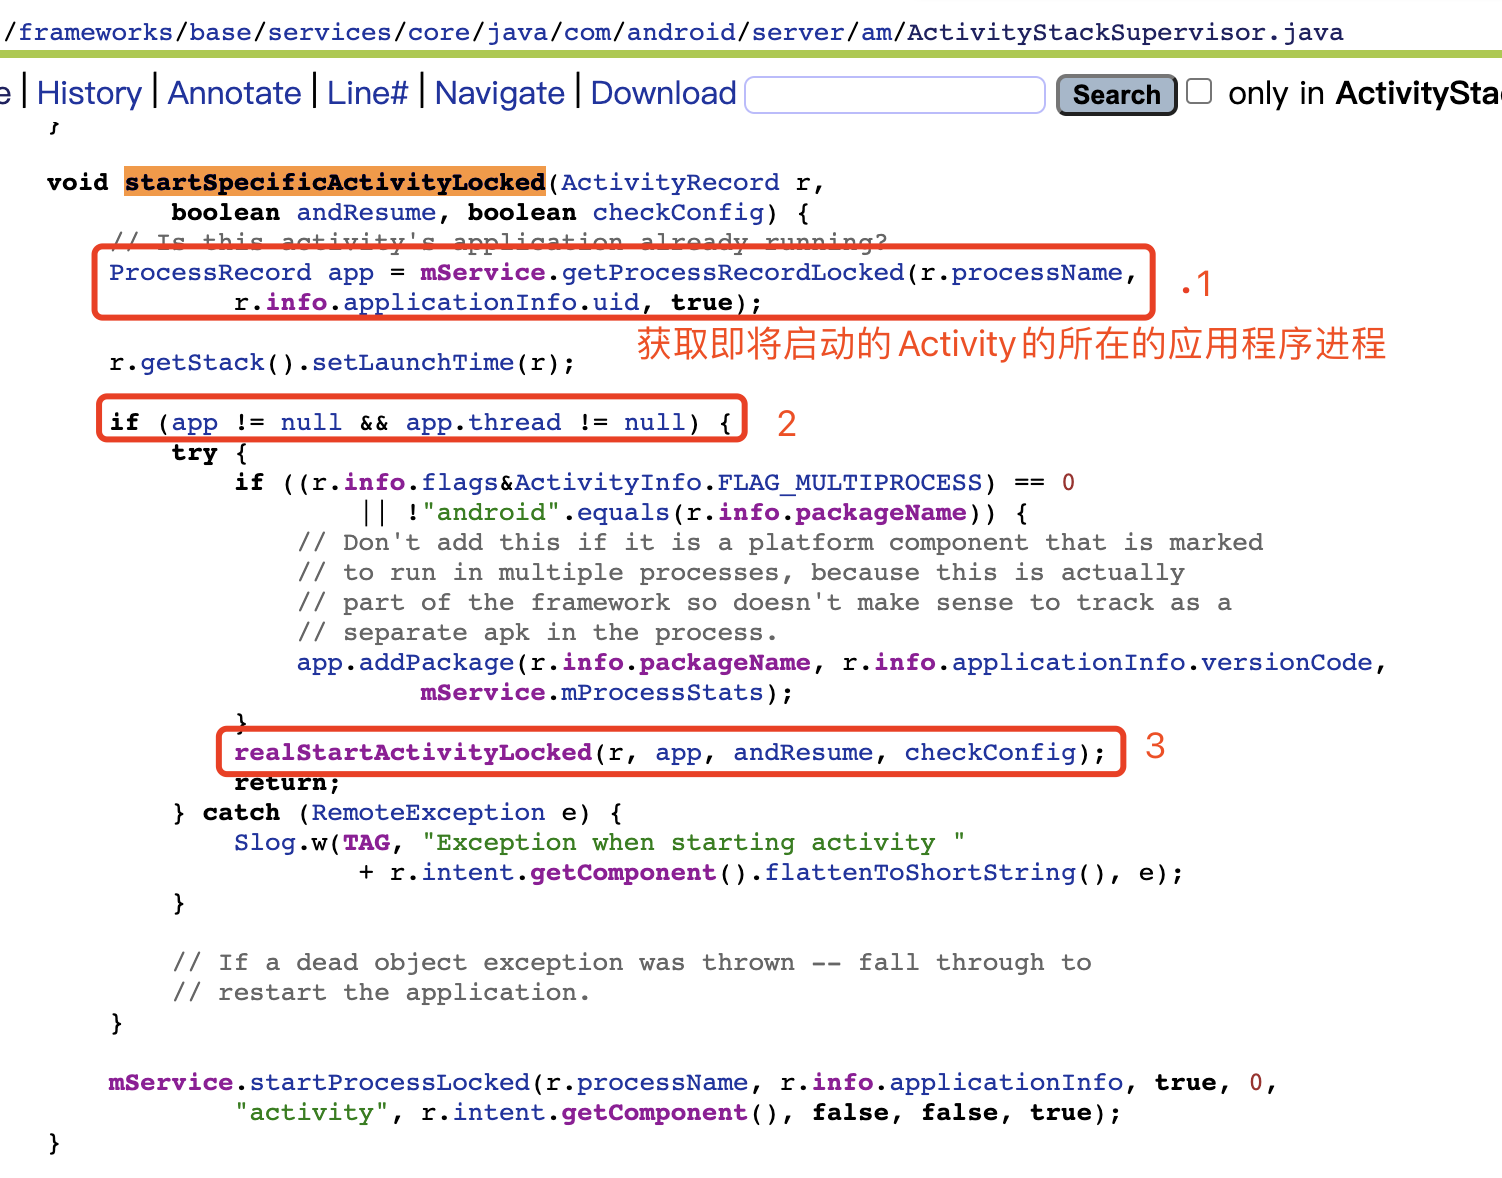 /frameworks/base/services/core/java/com/android/server/am/ActivityStackSupervisor.java
e | History | Annotate | Line# | Navigate | Download Search only in ActivitySta
}
void startSpecificActivityLocked(ActivityRecord r,
boolean andResume, boolean checkConfig) {
// Is this activity's application already running?
ProcessRecord app = mService.getProcessRecordLocked(r.processName,
r.info.applicationInfo.uid, true);
.1
获取即将启动的Activity的所在的应用程序进程
r.getStack().setLaunchTime(r);
if (app != null && app.thread != null) {
2
try {
if ((r.info.flags&ActivityInfo.FLAG_MULTIPROCESS) == 0
|| !"android".equals(r.info.packageName)) {
// Don't add this if it is a platform component that is marked
// to run in multiple processes, because this is actually
// part of the framework so doesn't make sense to track as a
// separate apk in the process.
app.addPackage(r.info.packageName, r.info.applicationInfo.versionCode,
mService.mProcessStats);
}
realStartActivityLocked(r, app, andResume, checkConfig);
3
return;
} catch (RemoteException e) {
Slog.w(TAG, "Exception when starting activity "
+ r.intent.getComponent().flattenToShortString(), e);
}
// If a dead object exception was thrown -- fall through to
// restart the application.
}
mService.startProcessLocked(r.processName, r.info.applicationInfo, true, 0,
"activity", r.intent.getComponent(), false, false, true);
}